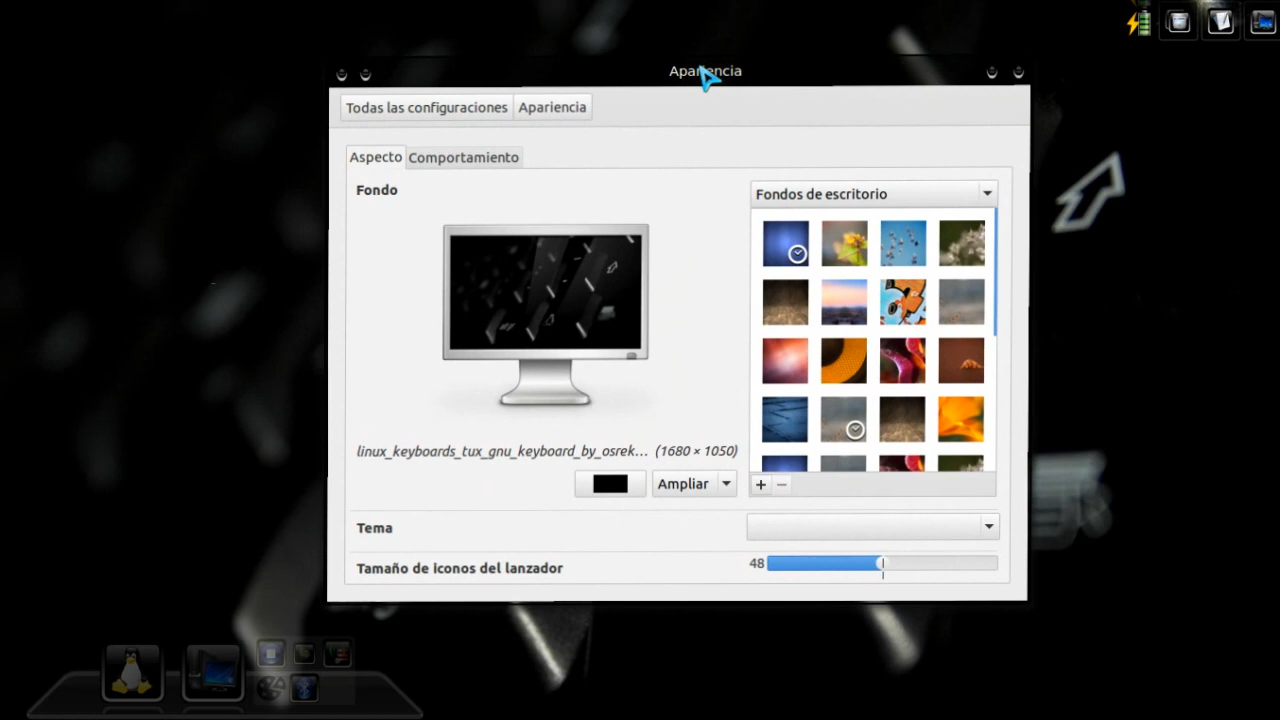 Apariencia
Todas las configuraciones Apariencia
Aspecto Comportamiento
Fondo
Fondos de escritorio
linux_keyboards_tux_gnu_keyboard_by_osrek... (1680 × 1050)
Ampliar
Tema
Tamaño de iconos del lanzador 48